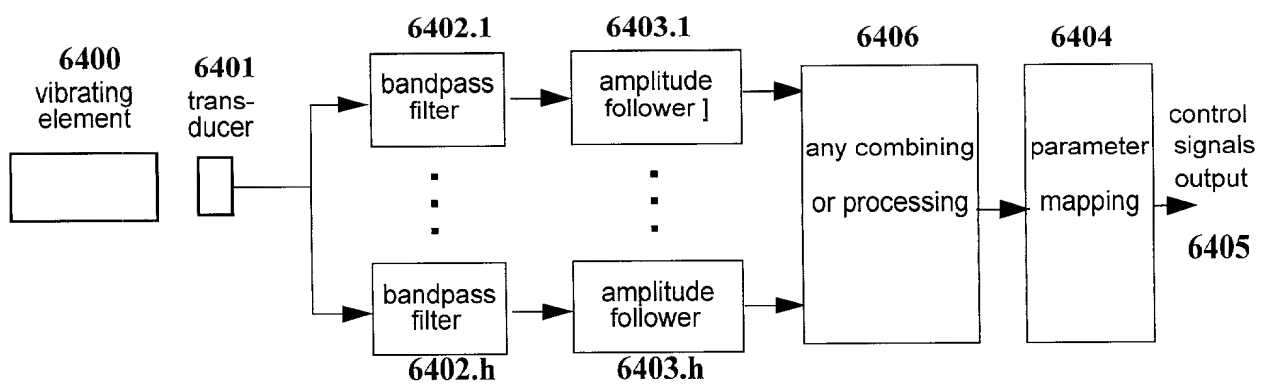 6400
vibrating
element
6401
trans-
ducer
6402.1
bandpass
filter
6403.1
amplitude
follower ]
6406
any combining
or processing
6404
parameter
mapping
control
signals
output
6405
bandpass
filter
6402.h
amplitude
follower
6403.h